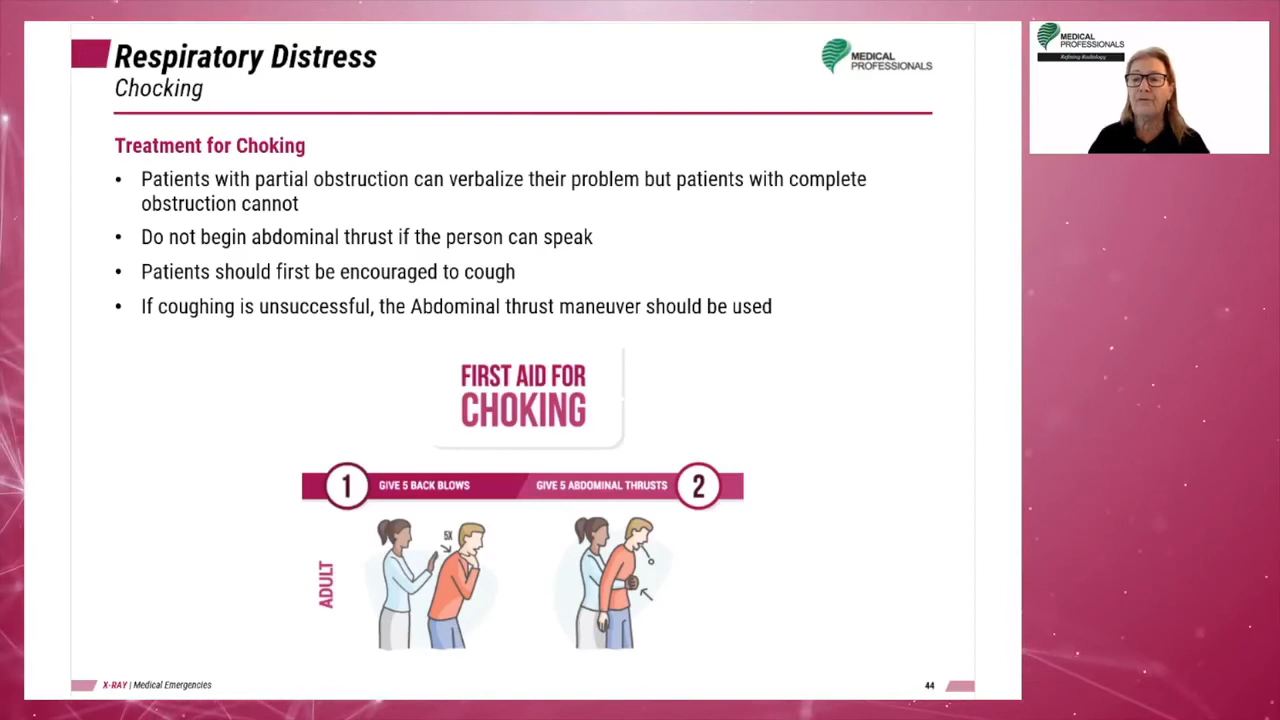 Respiratory Distress
Chocking
MEDICAL
PROFESSIONALS
Treatment for Choking
• Patients with partial obstruction can verbalize their problem but patients with complete
obstruction cannot
• Do not begin abdominal thrust if the person can speak
• Patients should first be encouraged to cough
• If coughing is unsuccessful, the Abdominal thrust maneuver should be used
FIRST AID FOR
CHOKING
1 GIVE 5 BACK BLOWS GIVE 5 ABDOMINAL THRUSTS 2
5X
ADULT
X-RAY | Medical Emergencies
44
MEDICAL
PROFESSIONALS
Refining Radiology